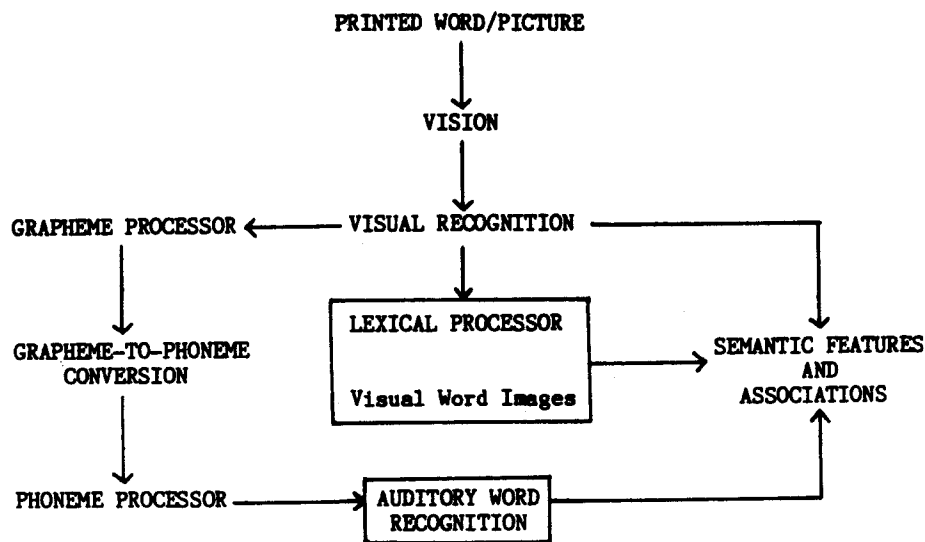 PRINTED WORD/PICTURE
VISION
GRAPHEME PROCESSOR
VISUAL RECOGNITION
LEXICAL PROCESSOR
Visual Word Images
GRAPHEME-TO-PHONEME
CONVERSION
SEMANTIC FEATURES
AND
ASSOCIATIONS
PHONEME PROCESSOR
AUDITORY WORD
RECOGNITION